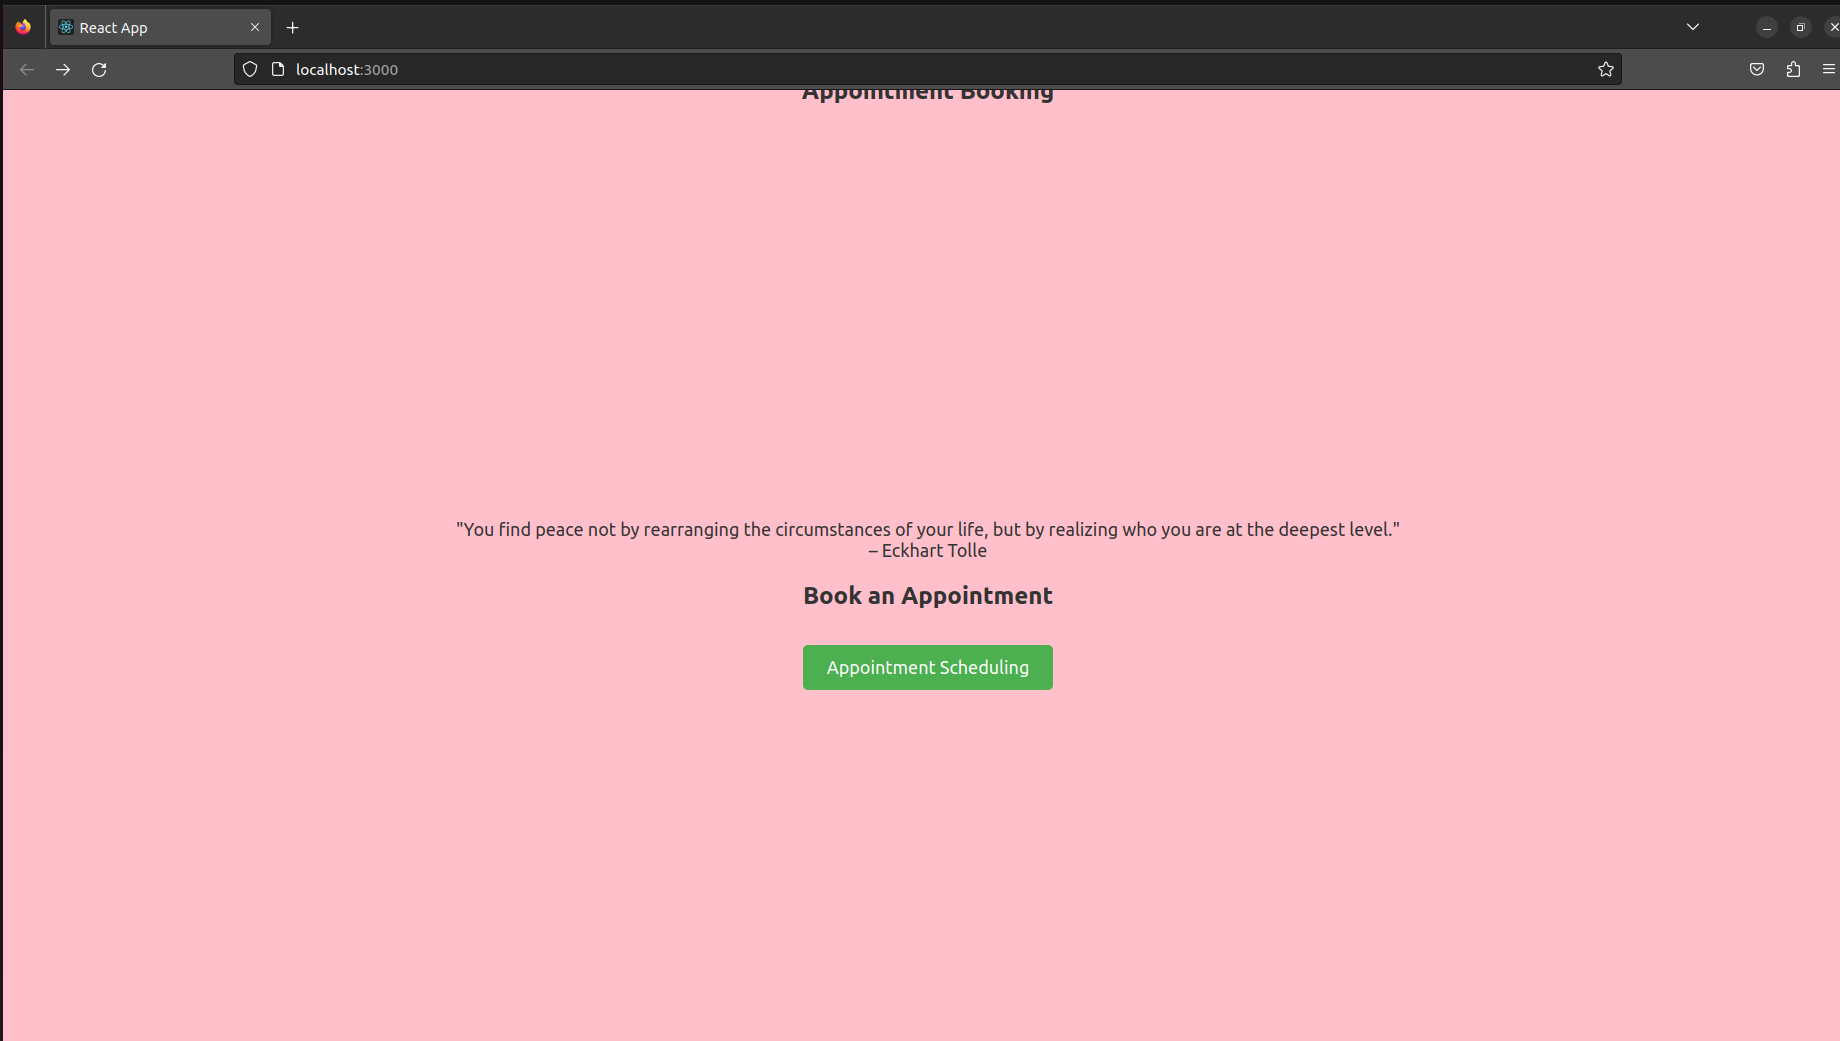 React App
localhost:3000
Appointment Booking
"You find peace not by rearranging the circumstances of your life, but by realizing who you are at the deepest level."
– Eckhart Tolle
Book an Appointment
Appointment Scheduling